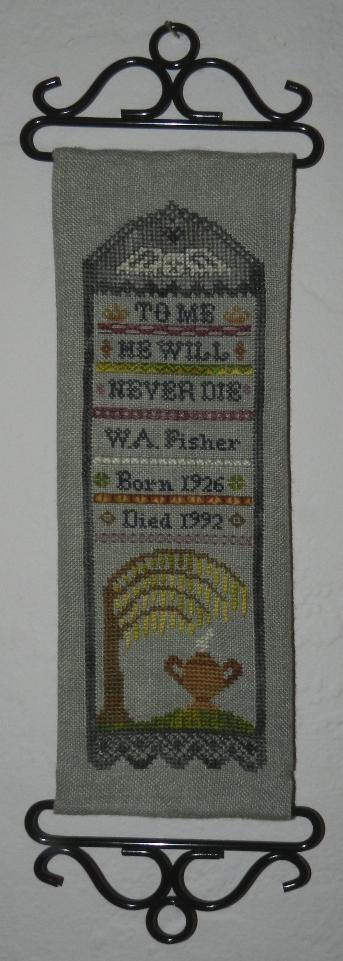 TO ME
HE WILL
NEVER DIE
W.A. Fisher
Born 1926
Died 1992